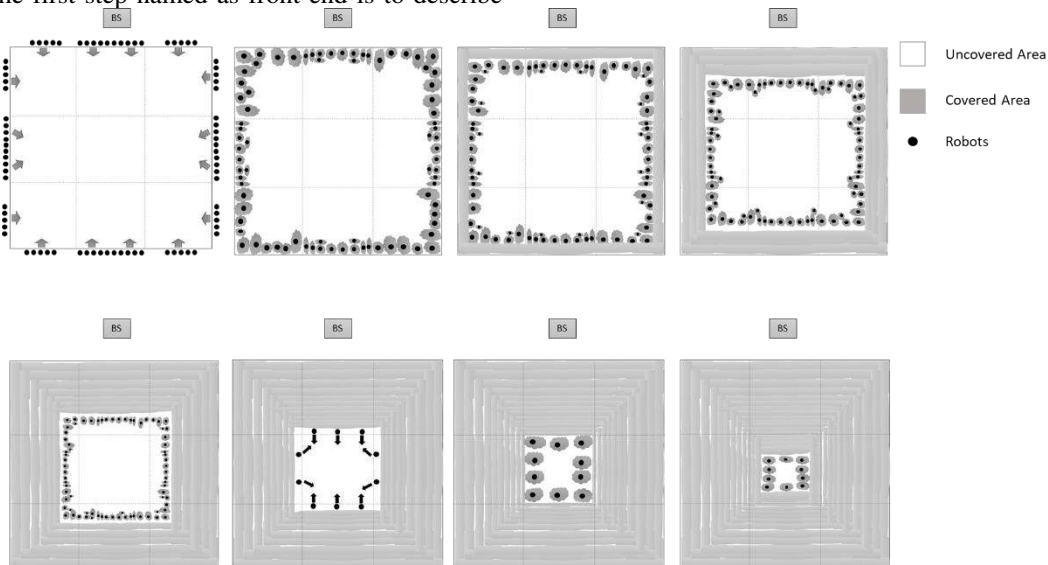 the first step named as front end is to describe
BS BS BS BS
Uncovered Area
Covered Area
Robots
BS BS BS BS